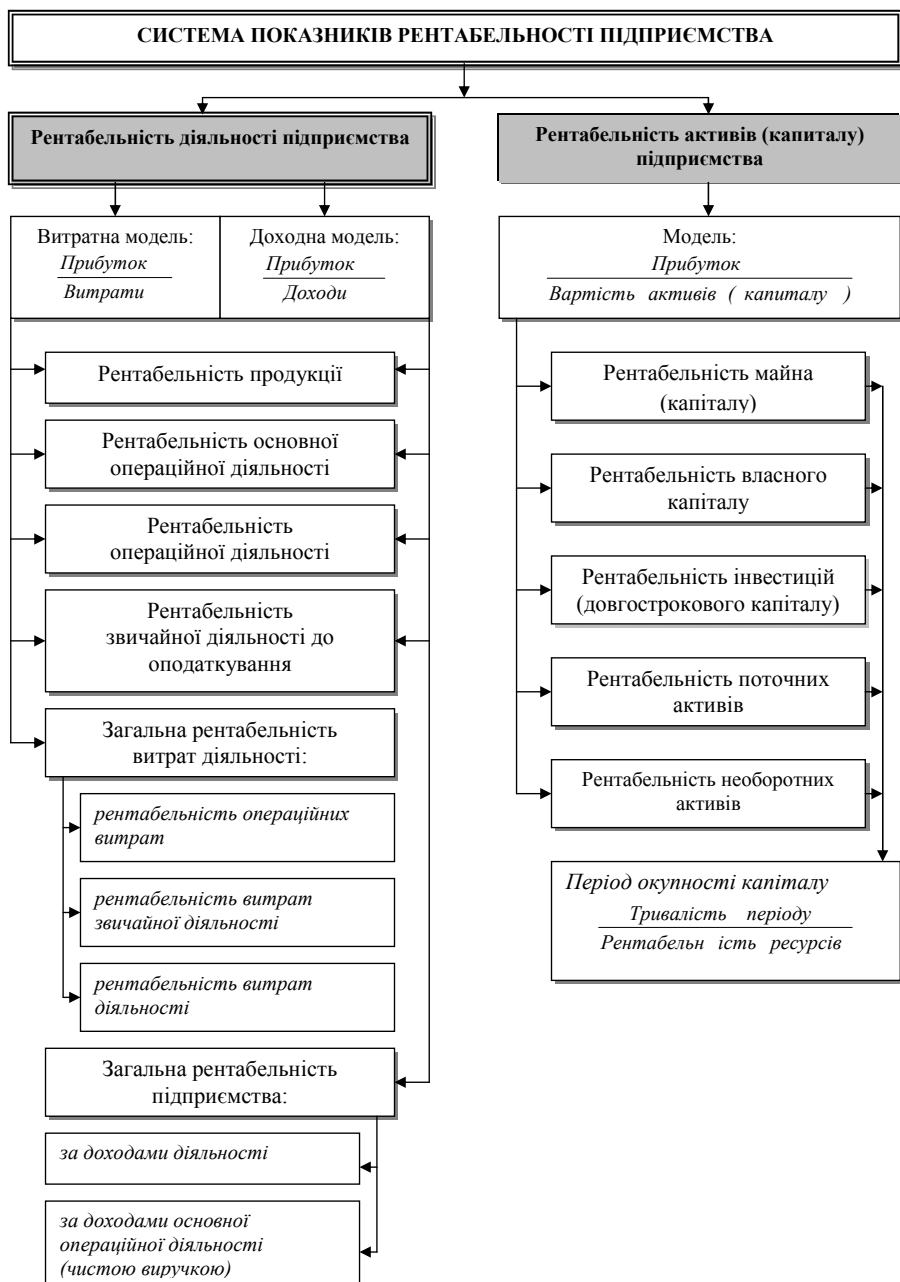 СИСТЕМА ПОКАЗНИКІВ РЕНТАБЕЛЬНОСТІ ПІДПРИЄМСТВА
Рентабельність діяльності підприємства
Витратна модель:
Прибуток
Витрати
Доходна модель:
Прибуток
Доходи
Рентабельність продукції
Рентабельність основної
операційної діяльності
Рентабельність
операційної діяльності
Рентабельність
звичайної діяльності до
оподаткування
Загальна рентабельність
витрат діяльності:
рентабельність операційних
витрат
рентабельність витрат
звичайної діяльності
рентабельність витрат
діяльності
Загальна рентабельність
підприємства:
за доходами діяльності
за доходами основної
операційної діяльності
(чистою виручкою)
Рентабельність активів (капиталу)
підприємства
Модель:
Прибуток
Вартість активів ( капиталу )
Рентабельність майна
(капіталу)
Рентабельність власного
капіталу
Рентабельність інвестицій
(довгострокового капіталу)
Рентабельність поточних
активів
Рентабельність необоротних
активів
Період окупності капіталу
Тривалість періоду
Рентабельн ість ресурсів